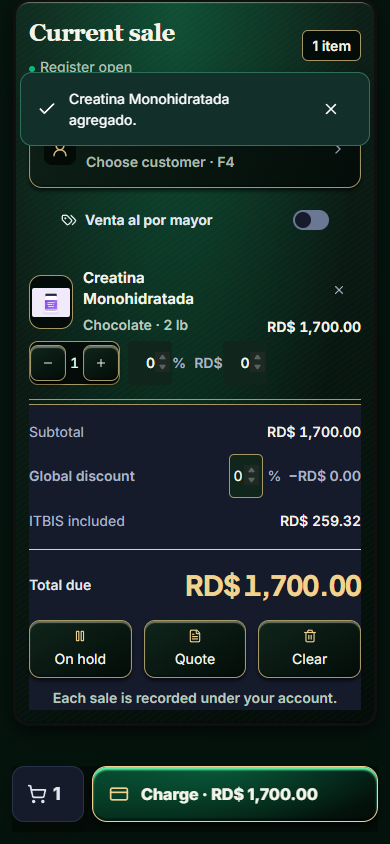 Current sale
1 item
Register open
Creatina Monohidratada
agregado.
Choose customer · F4
Venta al por mayor
Creatina
Monohidratada
Chocolate · 2 lb
RD$ 1,700.00
1 0 % RD$ 0
Subtotal RD$ 1,700.00
Global discount 0 % −RD$ 0.00
ITBIS included RD$ 259.32
Total due RD$ 1,700.00
On hold Quote Clear
Each sale is recorded under your account.
1 Charge · RD$ 1,700.00